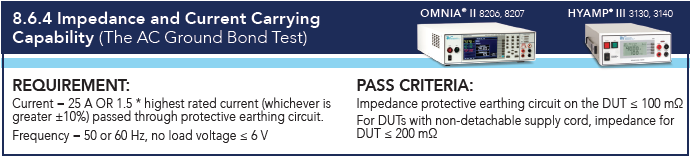 8.6.4 Impedance and Current Carrying
Capability (The AC Ground Bond Test)
OMNIA® II 8206, 8207
HYAMP® III 3130, 3140
REQUIREMENT:
Current – 25 A OR 1.5 * highest rated current (whichever is
greater ±10%) passed through protective earthing circuit.
Frequency – 50 or 60 Hz, no load voltage ≤ 6 V
PASS CRITERIA:
Impedance protective earthing circuit on the DUT ≤ 100 mΩ
For DUTs with non-detachable supply cord, impedance for
DUT ≤ 200 mΩ